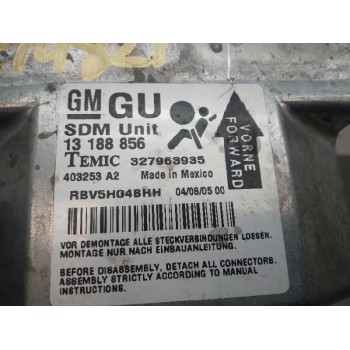 GM GU
SDM Unit
13 188 856
TEMIC 327963935
403253 A2 Made in Mexico
RBV5H04BHH 04/08/05 00
VORNE
FORWARD
VOR DEMONTAGE ALLE STECKVERBINDUNGEN LOESEN.
MONTAGE NUR NACH EINBAUANLEITUNG.
BEFORE DISASSEMBLY, DETACH ALL CONNECTORS.
ASSEMBLY STRICTLY ACCORDING TO MANUAL
INSTRUCTIONS.